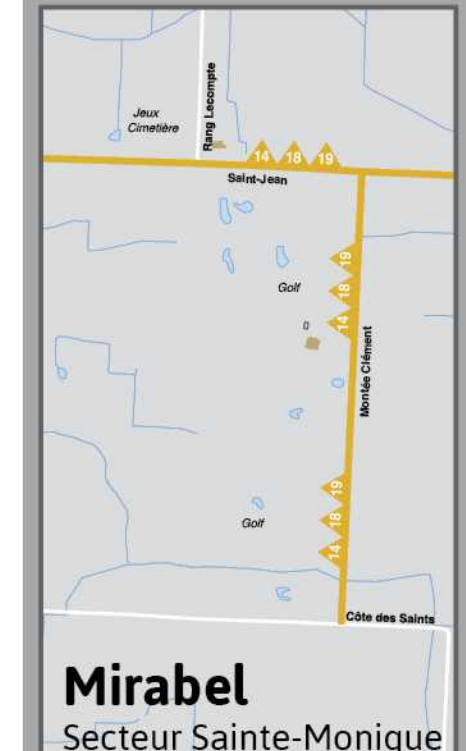 Jeux
Cimetière
Rang Lecompte
14 18 19
Saint-Jean
19
18
14
Golf
Montée Clément
19
18
14
Golf
Côte des Saints
Mirabel
Secteur Sainte-Monique